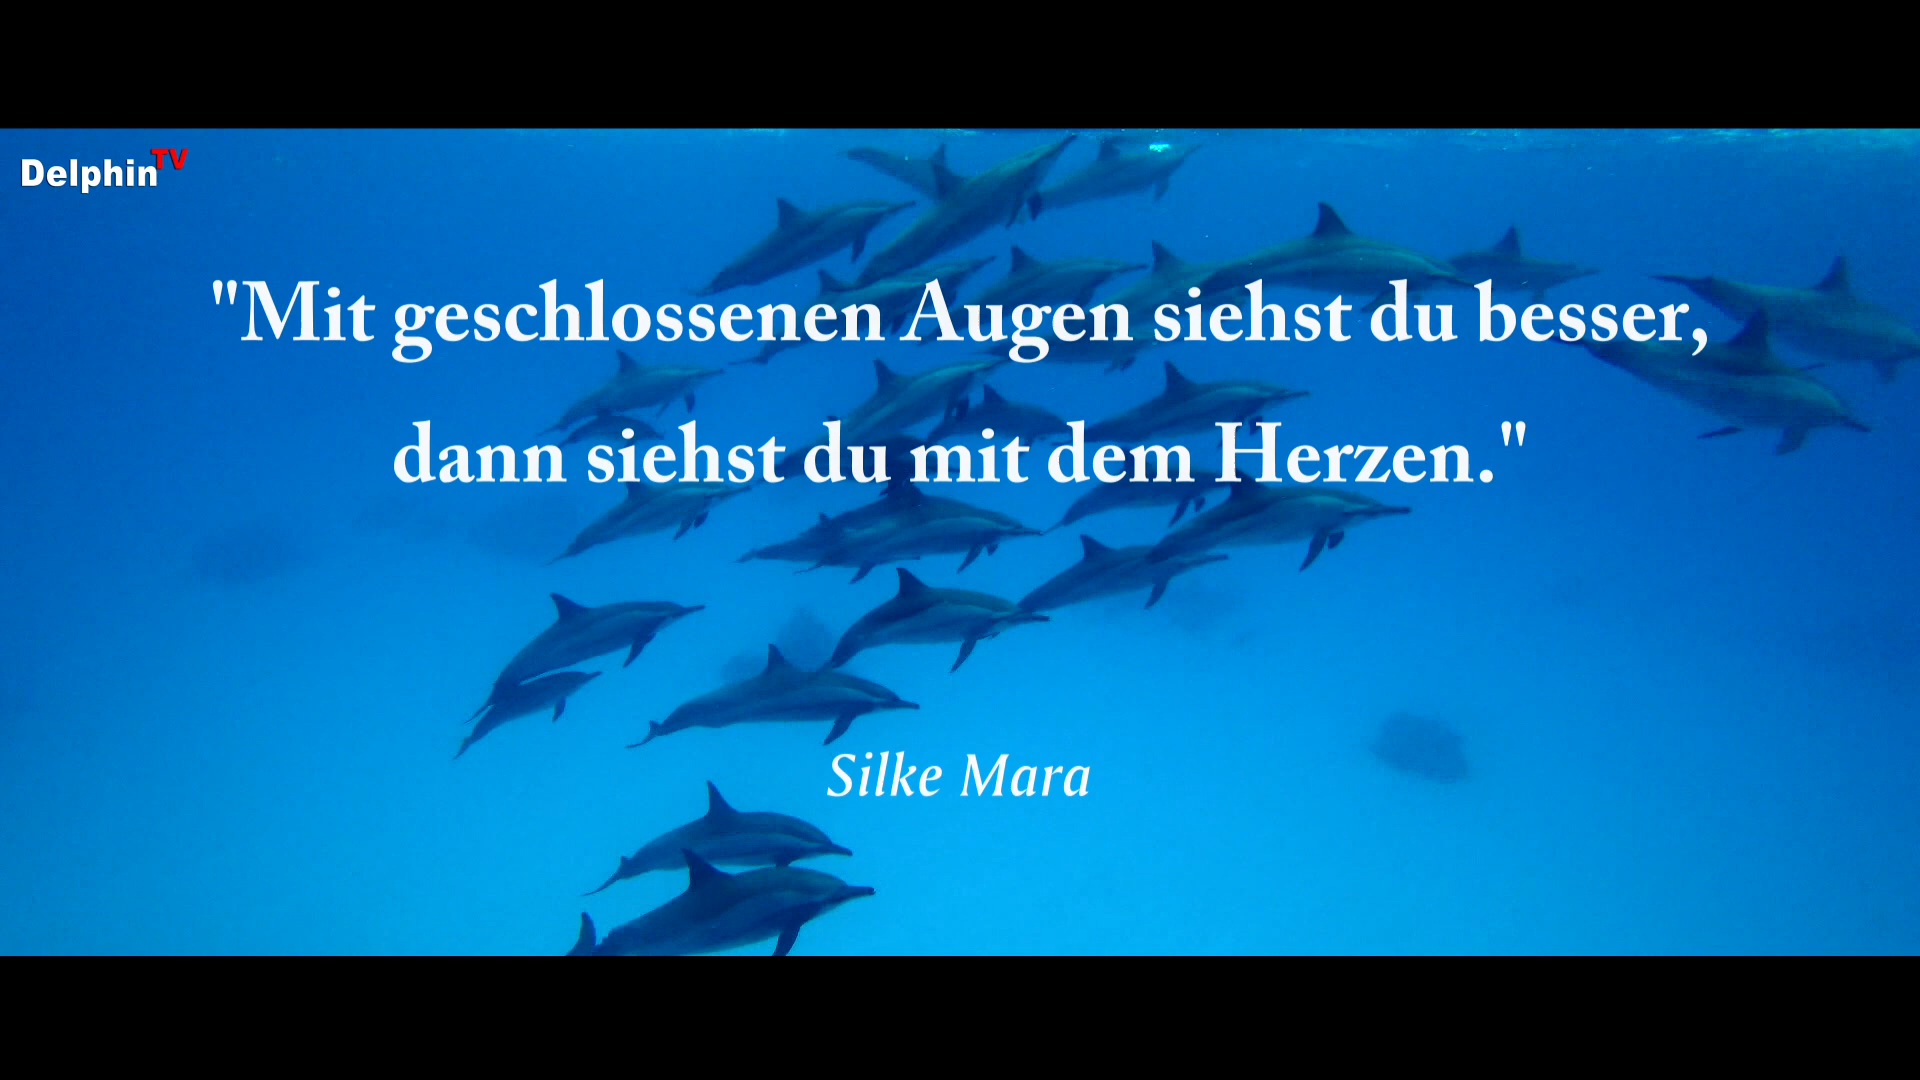 DelphinTV
"Mit geschlossenen Augen siehst du besser,
dann siehst du mit dem Herzen."
Silke Mara